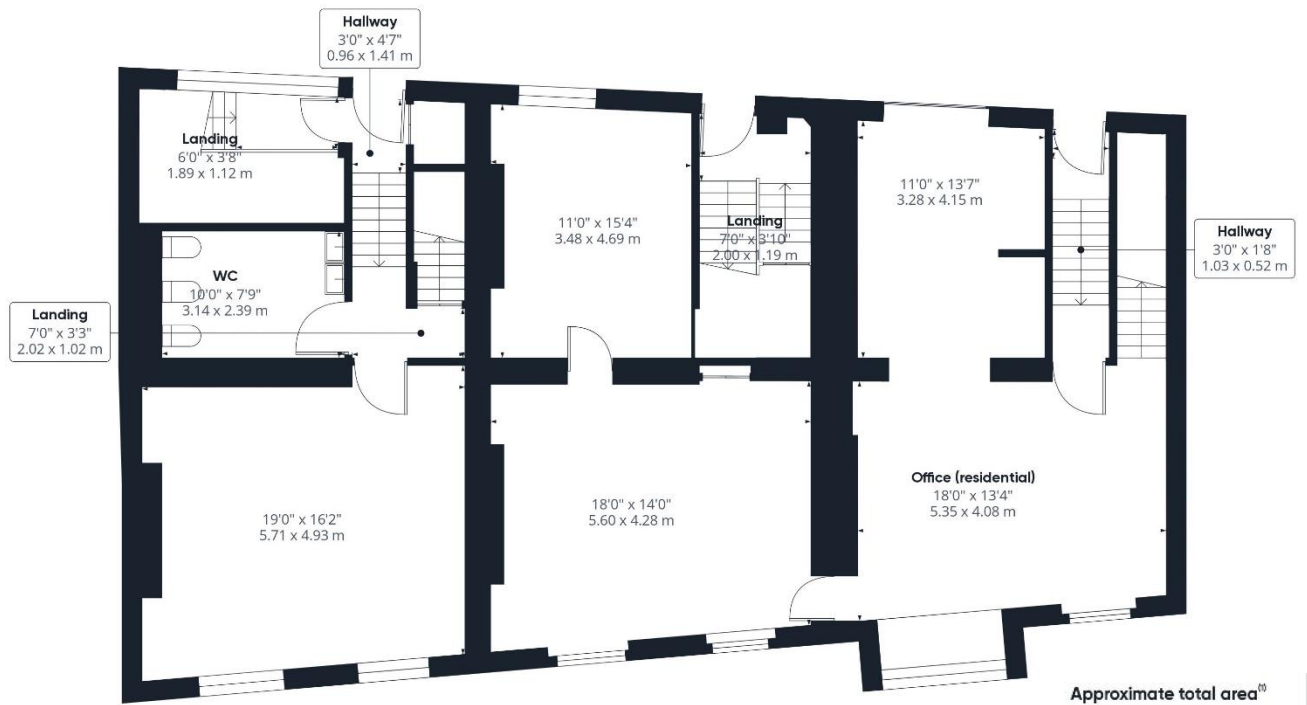 Hallway
3'0" x 4'7"
0.96 x 1.41 m
Landing
6'0" x 3'8"
1.89 x 1.12 m
11'0" x 15'4"
3.48 x 4.69 m
Landing
7'0" x 3'10"
2.00 x 1.19 m
11'0" x 13'7"
3.28 x 4.15 m
Hallway
3'0" x 1'8"
1.03 x 0.52 m
WC
10'0" x 7'9"
3.14 x 2.39 m
Landing
7'0" x 3'3"
2.02 x 1.02 m
19'0" x 16'2"
5.71 x 4.93 m
18'0" x 14'0"
5.60 x 4.28 m
Office (residential)
18'0" x 13'4"
5.35 x 4.08 m
Approximate total area⁽¹⁾